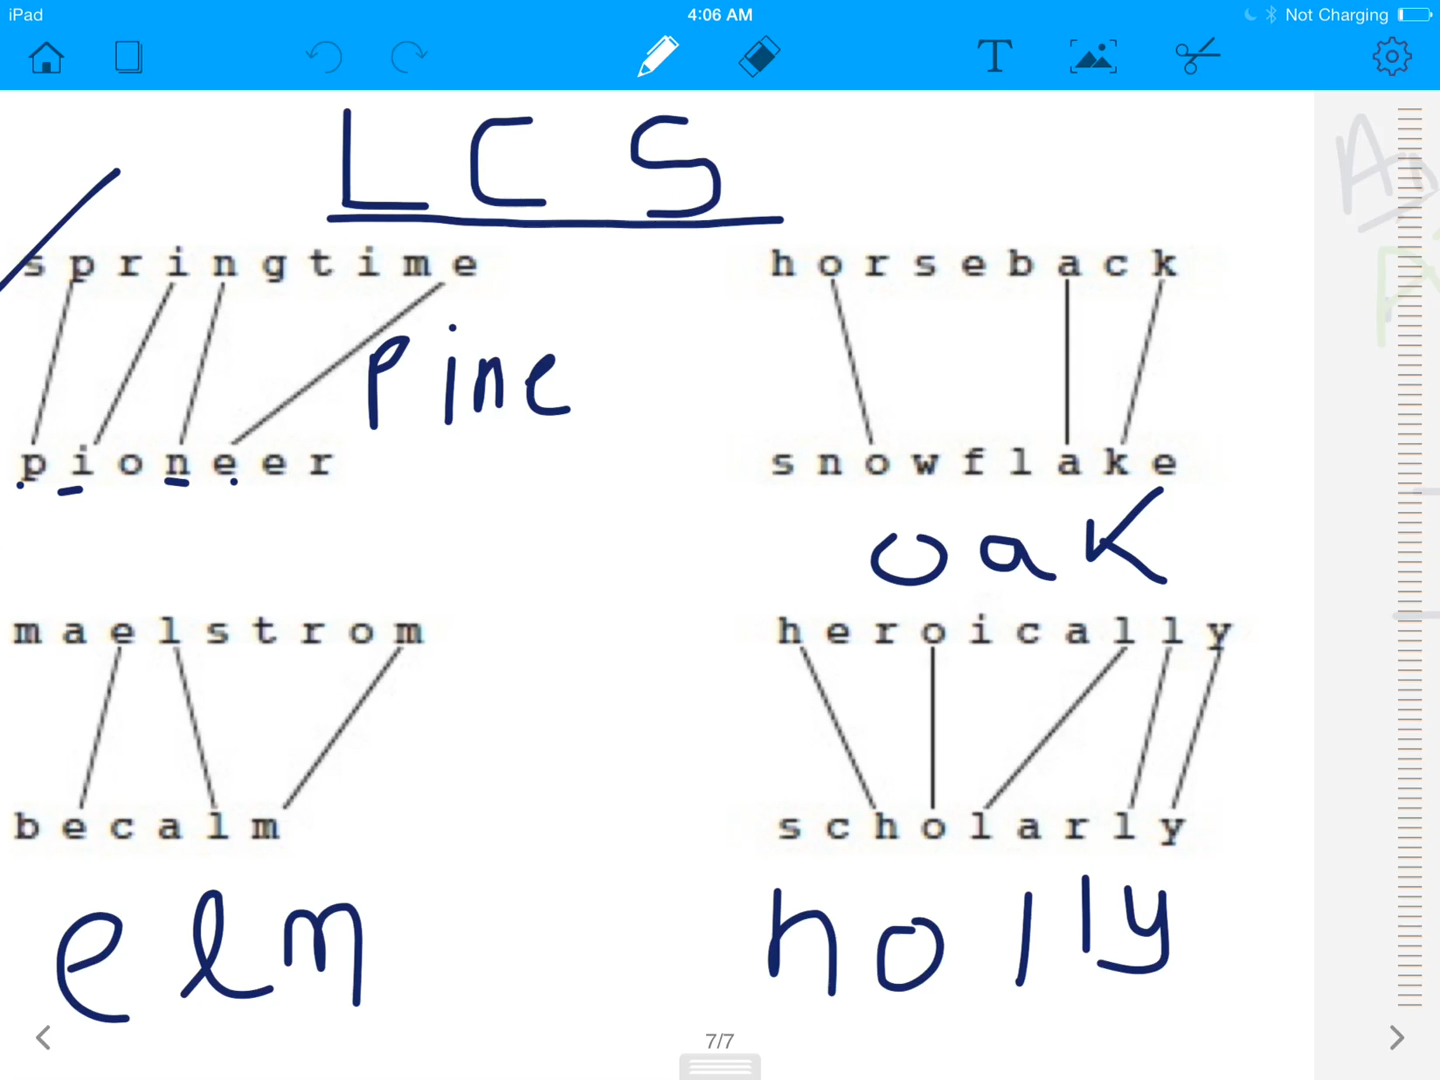 iPad 4:06 AM Not Charging
T
L C S
springtime horseback
pine
pioneer snowflake
oak
maelstrom heroically
becalm scholarly
elm holly
7/7